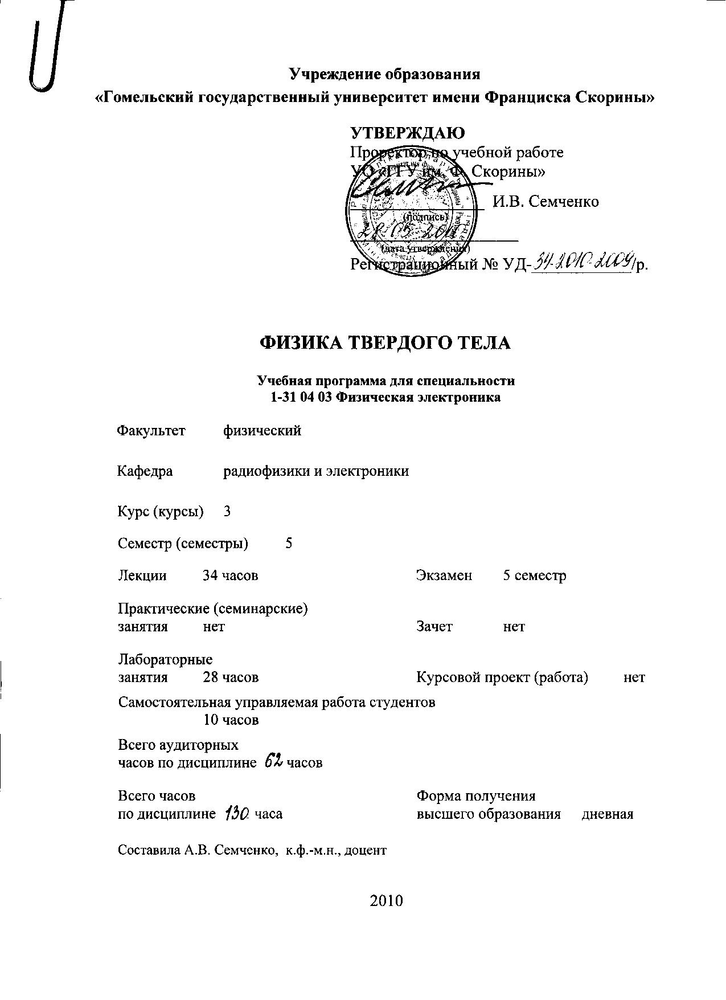 Учреждение образования
«Гомельский государственный университет имени Франциска Скорины»
УТВЕРЖДАЮ
Проректор по учебной работе
УО «ГГУ им. Ф. Скорины»
И.В. Семченко
(подпись)
28 05 2010
(дата утверждения)
Регистрационный № УД-34-2010-2009/р.
ФИЗИКА ТВЕРДОГО ТЕЛА
Учебная программа для специальности
1-31 04 03 Физическая электроника
Факультет физический
Кафедра радиофизики и электроники
Курс (курсы) 3
Семестр (семестры) 5
Лекции 34 часов Экзамен 5 семестр
Практические (семинарские)
занятия нет Зачет нет
Лабораторные
занятия 28 часов Курсовой проект (работа) нет
Самостоятельная управляемая работа студентов
10 часов
Всего аудиторных
часов по дисциплине 62 часов
Всего часов Форма получения
по дисциплине 130 часа высшего образования дневная
Составила А.В. Семченко, к.ф.-м.н., доцент
2010